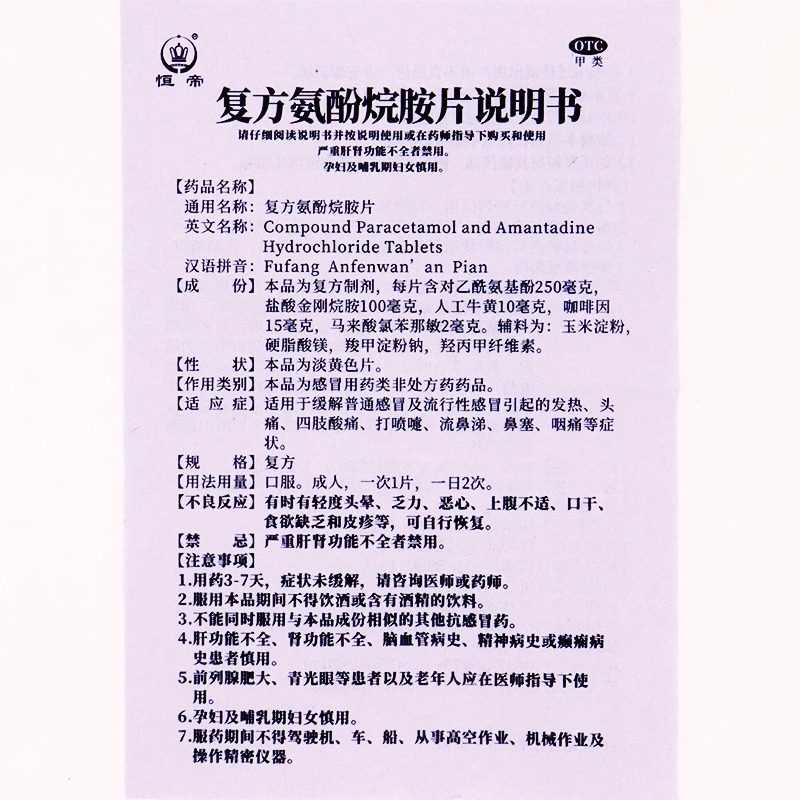 恒帝
OTC
甲类
复方氨酚烷胺片说明书
请仔细阅读说明书并按说明使用或在药师指导下购买和使用
严重肝肾功能不全者禁用。
孕妇及哺乳期妇女慎用。
【药品名称】
通用名称：复方氨酚烷胺片
英文名称：Compound Paracetamol and Amantadine
Hydrochloride Tablets
汉语拼音：Fufang Anfenwan’an Pian
【成　份】本品为复方制剂，每片含对乙酰氨基酚250毫克，
盐酸金刚烷胺100毫克，人工牛黄10毫克，咖啡因
15毫克，马来酸氯苯那敏2毫克。辅料为：玉米淀粉，
硬脂酸镁，羧甲淀粉钠，羟丙甲纤维素。
【性　状】本品为淡黄色片。
【作用类别】本品为感冒用药类非处方药药品。
【适 应 症】适用于缓解普通感冒及流行性感冒引起的发热、头
痛、四肢酸痛、打喷嚏、流鼻涕、鼻塞、咽痛等症
状。
【规　格】复方
【用法用量】口服。成人，一次1片，一日2次。
【不良反应】有时有轻度头晕、乏力、恶心、上腹不适、口干、
食欲缺乏和皮疹等，可自行恢复。
【禁　忌】严重肝肾功能不全者禁用。
【注意事项】
1.用药3-7天，症状未缓解，请咨询医师或药师。
2.服用本品期间不得饮酒或含有酒精的饮料。
3.不能同时服用与本品成份相似的其他抗感冒药。
4.肝功能不全、肾功能不全、脑血管病史、精神病史或癫痫病
史患者慎用。
5.前列腺肥大、青光眼等患者以及老年人应在医师指导下使
用。
6.孕妇及哺乳期妇女慎用。
7.服药期间不得驾驶机、车、船、从事高空作业、机械作业及
操作精密仪器。